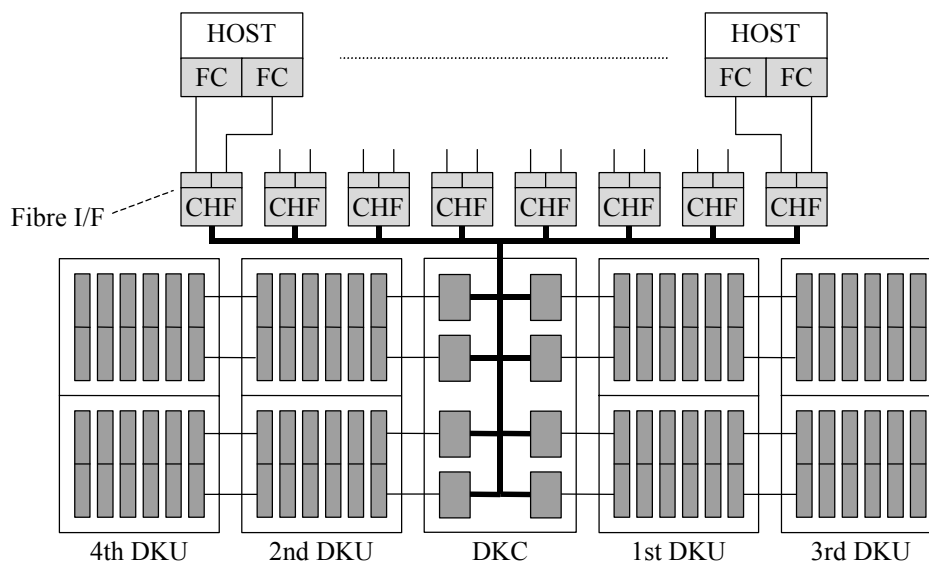 HOST HOST
FC FC FC FC
CHF CHF CHF CHF CHF CHF CHF CHF
Fibre I/F
4th DKU 2nd DKU DKC 1st DKU 3rd DKU